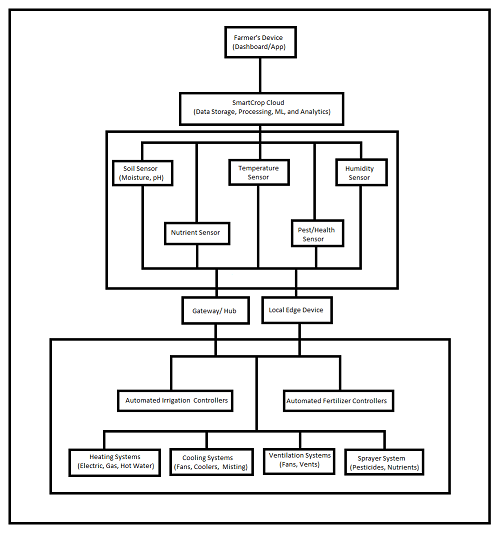 Farmer's Device
(Dashboard/App)
SmartCrop Cloud
(Data Storage, Processing, ML, and Analytics)
Soil Sensor
(Moisture, pH)
Temperature
Sensor
Humidity
Sensor
Nutrient Sensor
Pest/Health
Sensor
Gateway/ Hub
Local Edge Device
Automated Irrigation Controllers
Automated Fertilizer Controllers
Heating Systems
(Electric, Gas, Hot Water)
Cooling Systems
(Fans, Coolers, Misting)
Ventilation Systems
(Fans, Vents)
Sprayer System
(Pesticides, Nutrients)